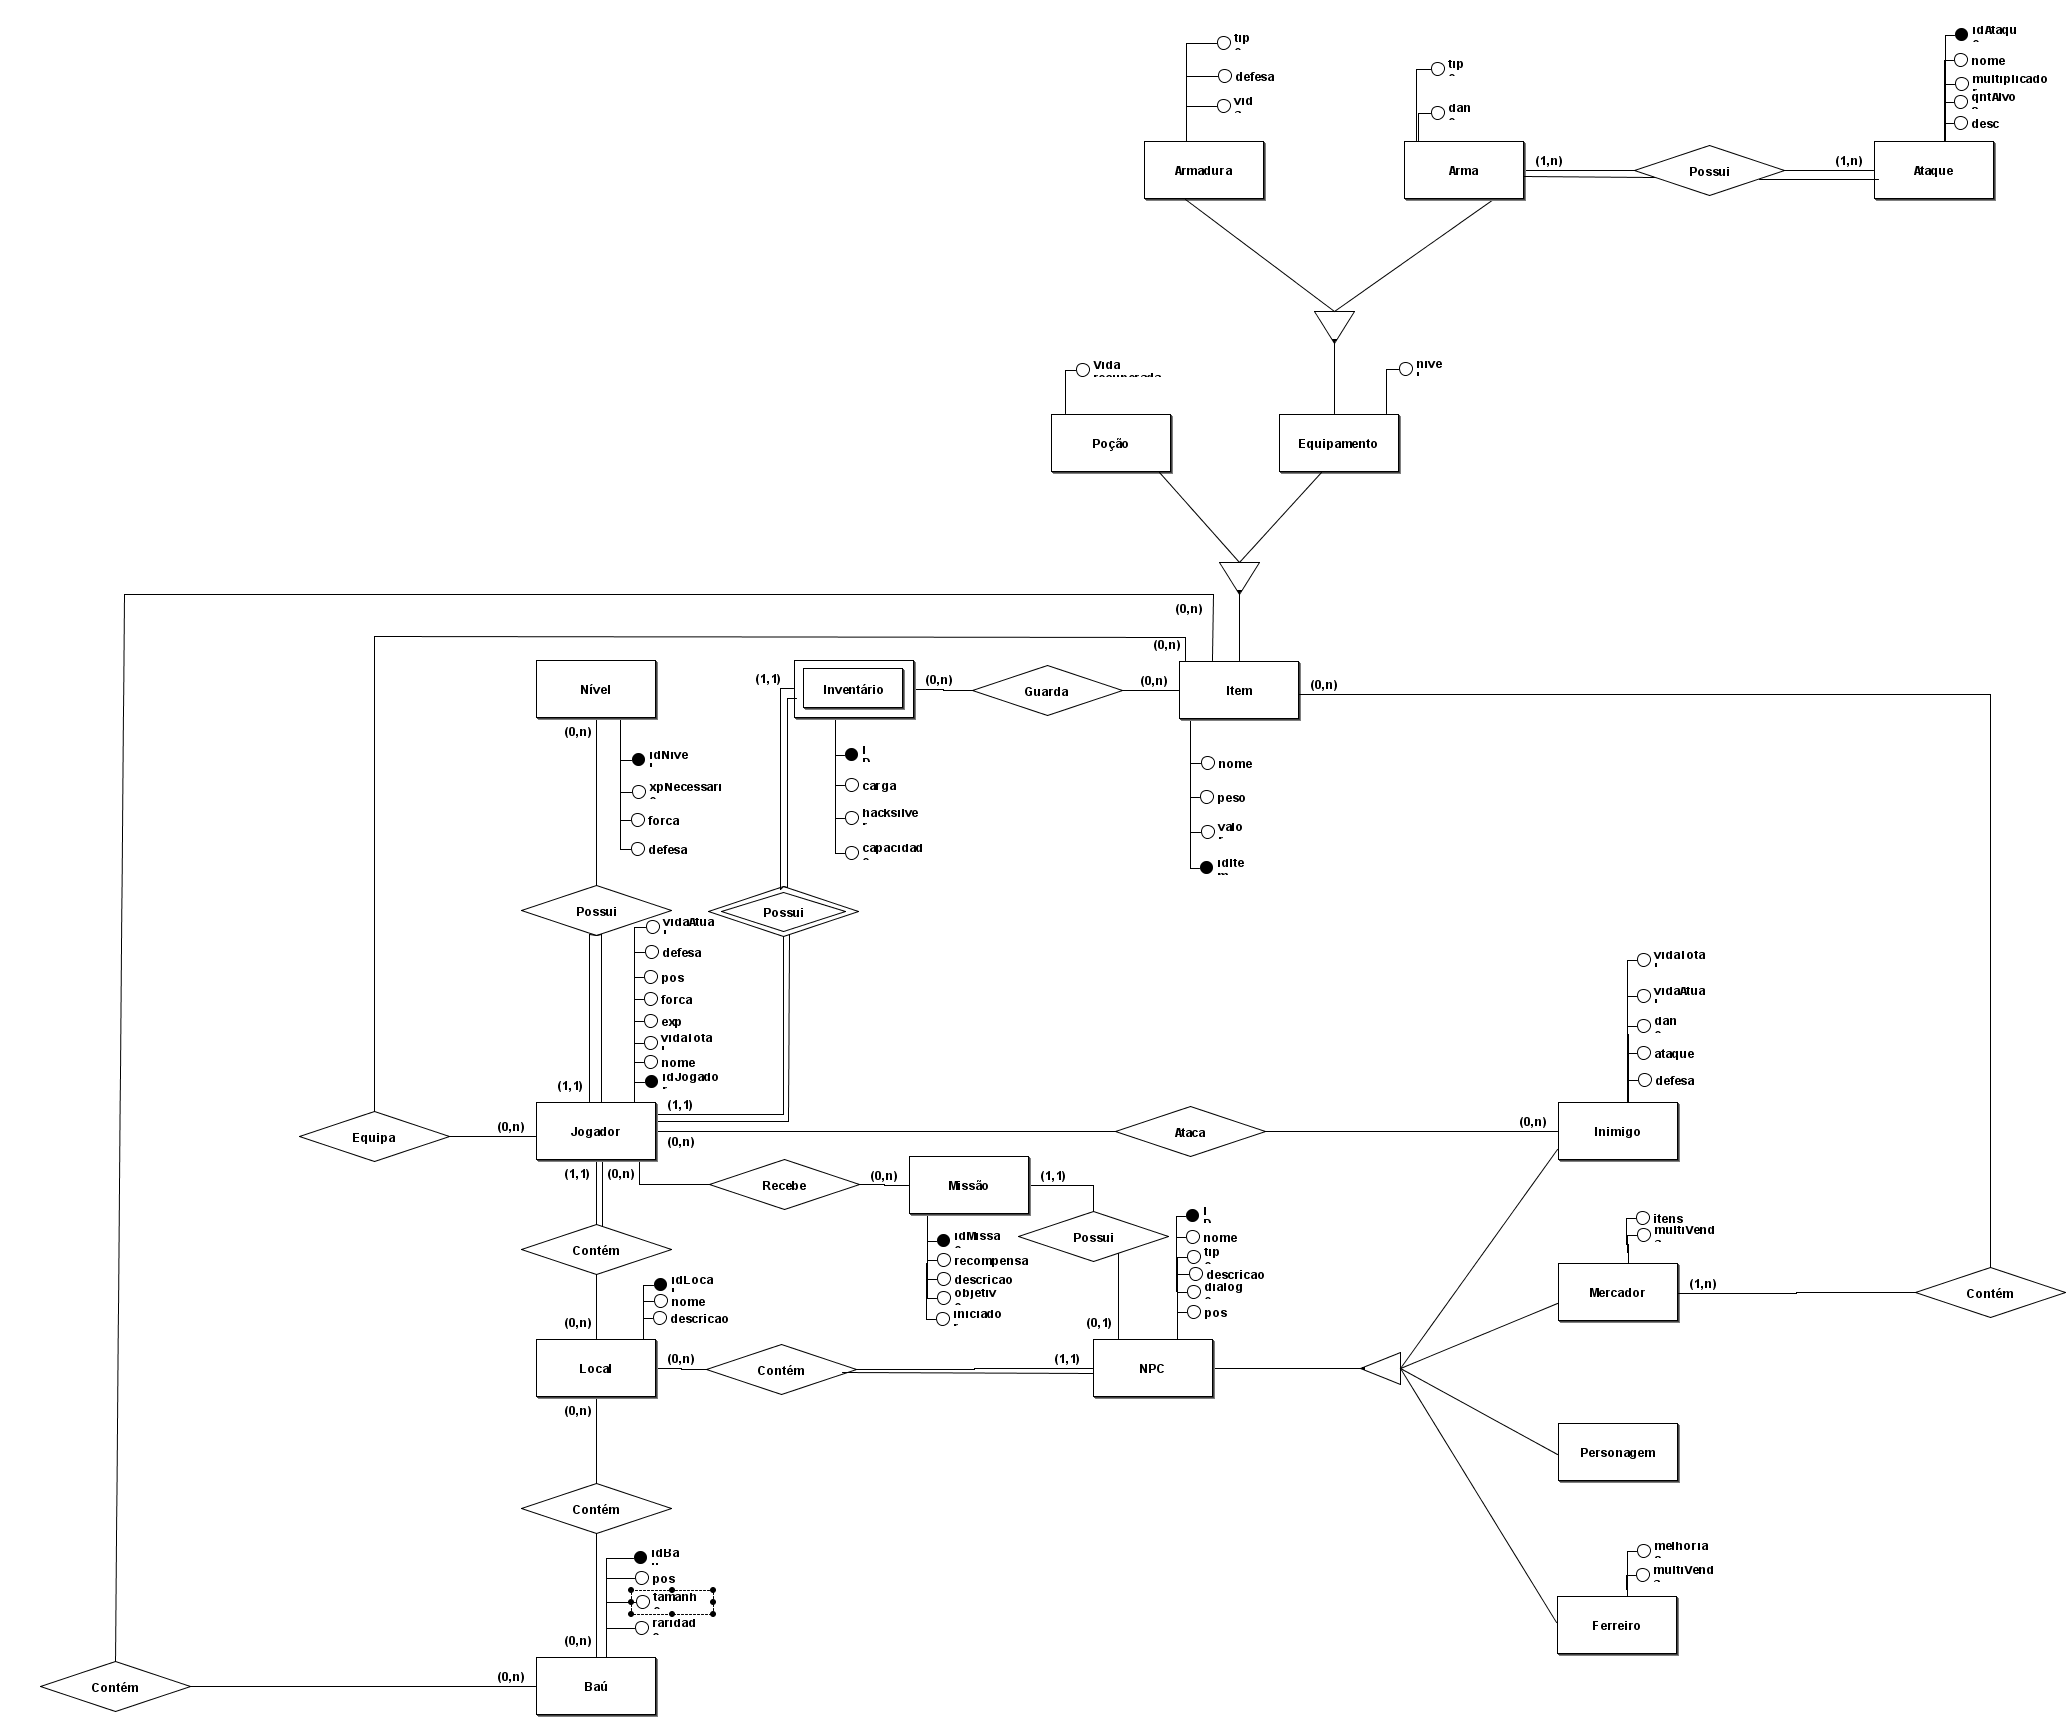 idAtaqu
tip
nome
tip
defesa
multiplicado
vid
qntAlvo
dan
desc
Armadura
Arma
(1,n)
Possui
(1,n)
Ataque
Vida
recuperada
nive
Poção
Equipamento
(0,n)
(0,n)
Nível
(1,1)
Inventário
(0,n)
Guarda
(0,n)
Item
(0,n)
(0,n)
idNive
xpNecessari
forca
defesa
I
carga
hacksilve
capacidad
nome
peso
valo
idIte
Possui
Possui
vidaAtua
defesa
pos
forca
exp
vidaTota
nome
idJogado
vidaTota
vidaAtua
dan
ataque
defesa
(1,1)
(1,1)
Equipa
(0,n)
Jogador
(0,n)
Ataca
(0,n)
Inimigo
(1,1)
(0,n)
Recebe
(0,n)
Missão
(1,1)
Contém
idMissa
recompensa
descricao
objetiv
iniciado
Possui
I
nome
tip
descricao
dialog
pos
itens
multiVend
Mercador
(1,n)
Contém
idLoca
nome
descricao
(0,n)
(0,1)
Local
(0,n)
Contém
(1,1)
NPC
(0,n)
Personagem
Contém
idBa
pos
tamanh
raridad
melhoria
multiVend
Ferreiro
(0,n)
Contém
(0,n)
Baú